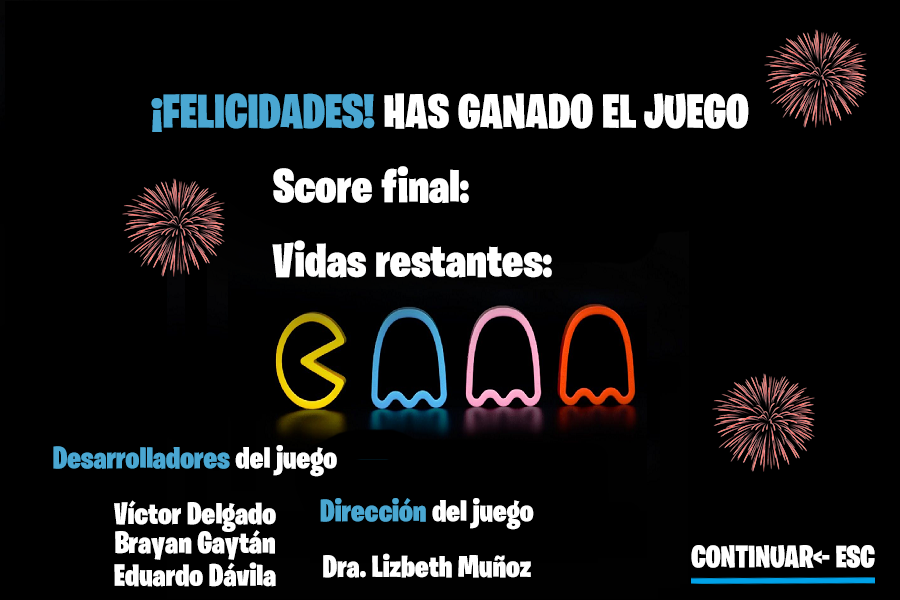 ¡FELICIDADES! HAS GANADO EL JUEGO
Score final:
Vidas restantes:
Desarrolladores del juego
Víctor Delgado
Brayan Gaytán
Eduardo Dávila
Dirección del juego
Dra. Lizbeth Muñoz
CONTINUAR<- ESC